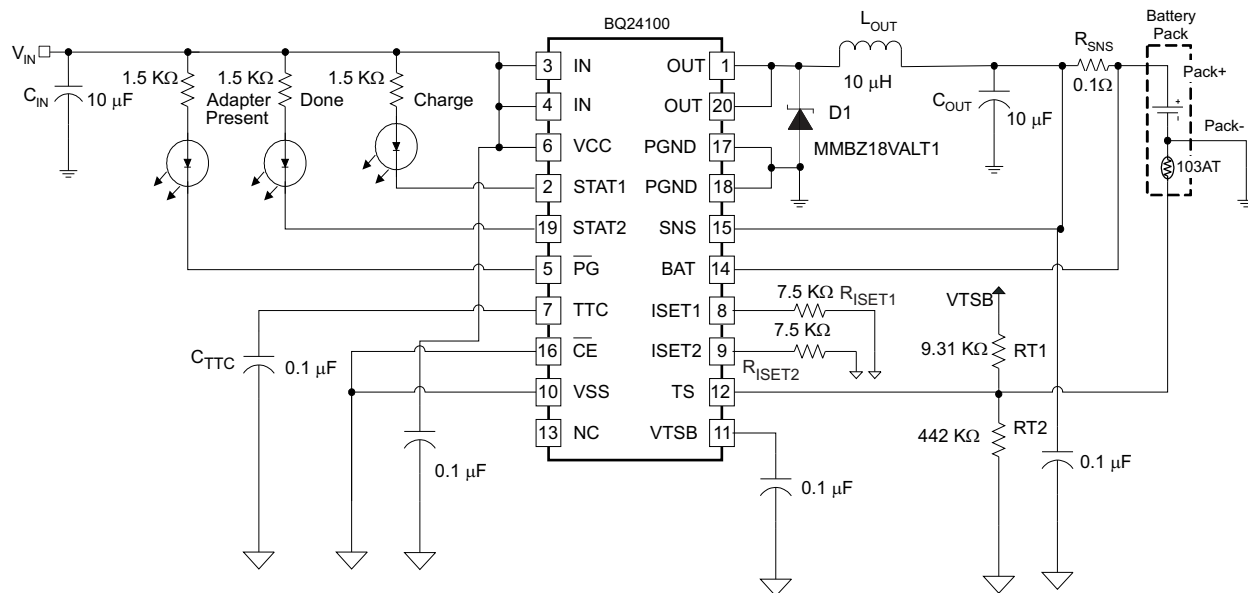 BQ24100
V_IN
C_IN
10 μF
1.5 KΩ
Adapter
Present
1.5 KΩ
Done
1.5 KΩ
Charge
3 IN
4 IN
6 VCC
2 STAT1
19 STAT2
5 P̅G̅
7 TTC
16 C̅E̅
10 VSS
13 NC
OUT 1
OUT 20
PGND 17
PGND 18
SNS 15
BAT 14
ISET1 8
ISET2 9
TS 12
VTSB 11
C_TTC
0.1 μF
0.1 μF
L_OUT
10 μH
D1
MMBZ18VALT1
C_OUT
10 μF
R_SNS
0.1Ω
Battery
Pack
Pack+
+
Pack-
103AT
7.5 KΩ
R_ISET1
7.5 KΩ
R_ISET2
VTSB
9.31 KΩ
RT1
442 KΩ
RT2
0.1 μF
0.1 μF